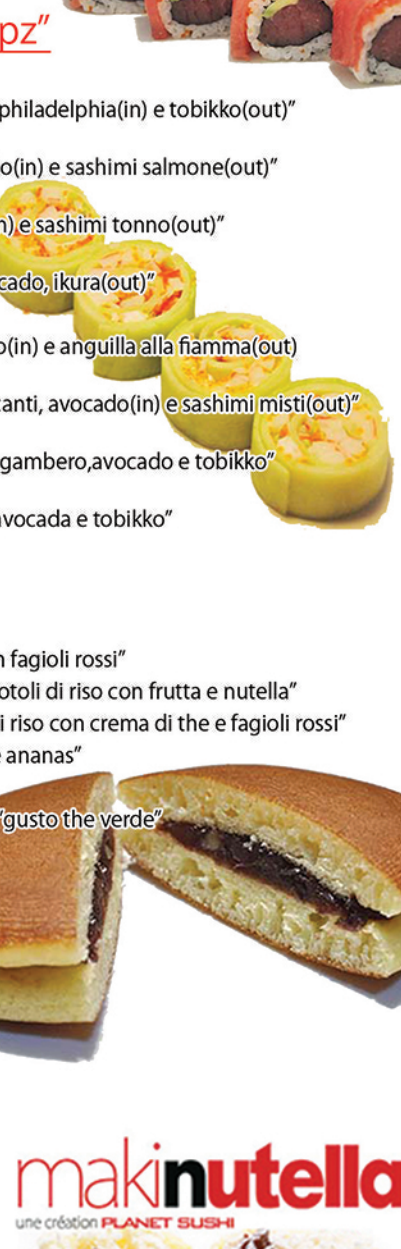 pz”
philadelphia(in) e tobikko(out)”
o(in) e sashimi salmone(out)”
n) e sashimi tonno(out)”
cado, ikura(out)”
o(in) e anguilla alla fiamma(out)
canti, avocado(in) e sashimi misti(out)”
gambero,avocado e tobikko”
avocada e tobikko”
n fagioli rossi”
otoli di riso con frutta e nutella”
i riso con crema di the e fagioli rossi”
e ananas”
“gusto the verde”
makinutella
une création PLANET SUSHI